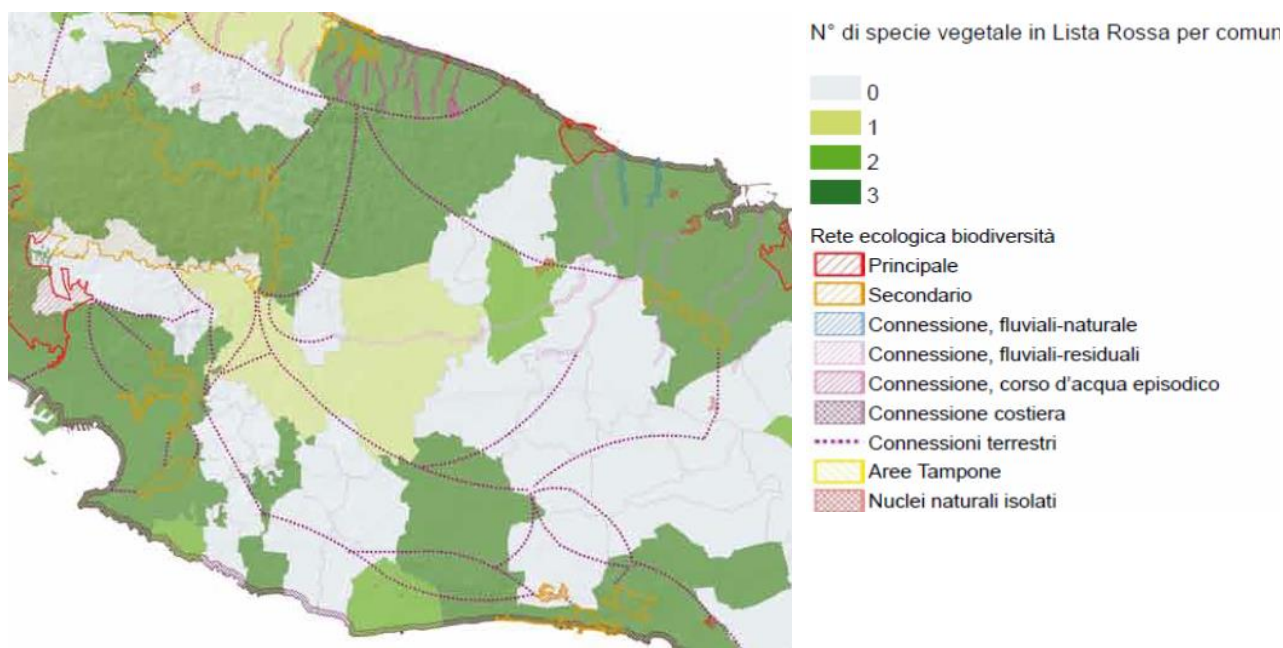 N° di specie vegetale in Lista Rossa per comun
0
1
2
3
Rete ecologica biodiversità
Principale
Secondario
Connessione, fluviali-naturale
Connessione, fluviali-residuali
Connessione, corso d'acqua episodico
Connessione costiera
Connessioni terrestri
Aree Tampone
Nuclei naturali isolati